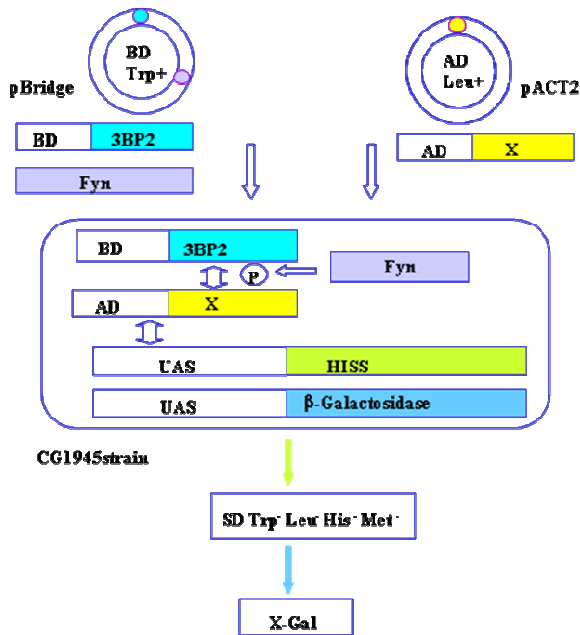 BD
Trp+
pBridge
AD
Leu+
pACT2
BD 3BP2
Fyn
AD X
BD 3BP2
P
Fyn
AD X
UAS HISS
UAS β-Galactosidase
CG1945strain
SD Trp- Leu- His- Met-
X-Gal